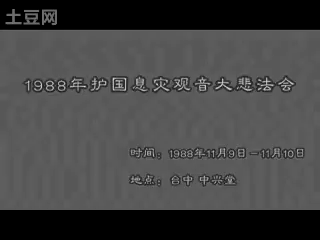 土豆网
1988年护国息灾观音大悲法会
时间：1988年11月9日－11月10日
地点：台中 中兴堂